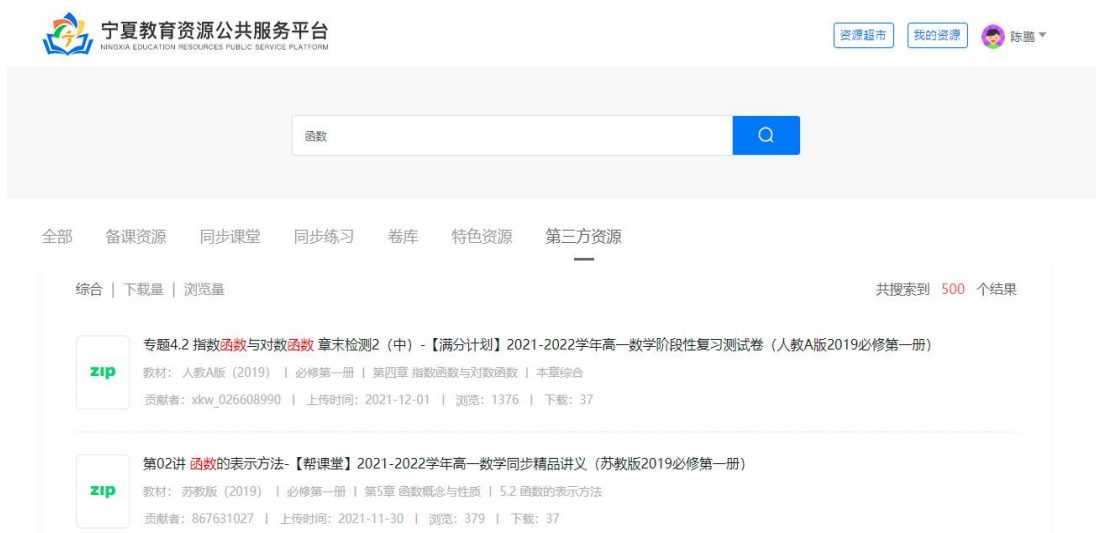 宁夏教育资源公共服务平台
NINGXIA EDUCATION RESOURCES PUBLIC SERVICE PLATFORM
资源超市 我的资源 陈鹏
函数
全部 备课资源 同步课堂 同步练习 卷库 特色资源 第三方资源
综合 | 下载量 | 浏览量 共搜索到 500 个结果
专题4.2 指数函数与对数函数 章末检测2（中）-【满分计划】2021-2022学年高一数学阶段性复习测试卷（人教A版2019必修第一册）
zip 教材： 人教A版（2019） | 必修第一册 | 第四章 指数函数与对数函数 | 本章综合
贡献者：xkw_026608990 | 上传时间：2021-12-01 | 浏览：1376 | 下载：37
第02讲 函数的表示方法-【帮课堂】2021-2022学年高一数学同步精品讲义（苏教版2019必修第一册）
zip 教材： 苏教版（2019） | 必修第一册 | 第5章 函数概念与性质 | 5.2 函数的表示方法
贡献者：867631027 | 上传时间：2021-11-30 | 浏览：379 | 下载：37